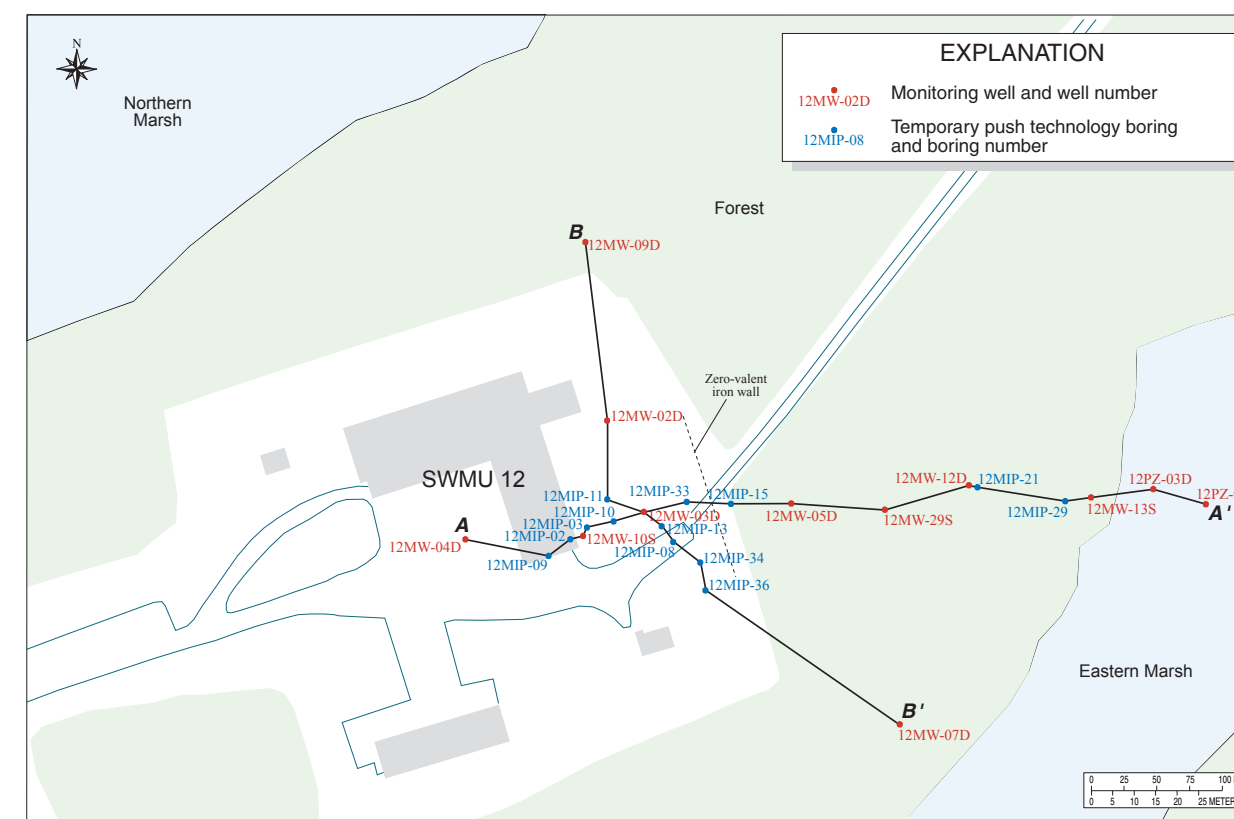 N
Northern
Marsh
EXPLANATION
12MW-02D
Monitoring well and well number
12MIP-08
Temporary push technology boring
and boring number
Forest
B
12MW-09D
Zero-valent
iron wall
12MW-02D
SWMU 12
12MIP-11
12MIP-33
12MIP-15
12MW-12D
12MIP-21
12PZ-03D
12MIP-10
12MW-03D
12MW-05D
12MW-29S
12MIP-29
12MW-13S
12PZ-
A'
A
12MIP-03
12MIP-02
12MIP-13
12MW-04D
12MW-10S
12MIP-08
12MIP-09
12MIP-34
12MIP-36
Eastern Marsh
B'
12MW-07D
0 25 50 75 100
0 5 10 15 20 25 METER